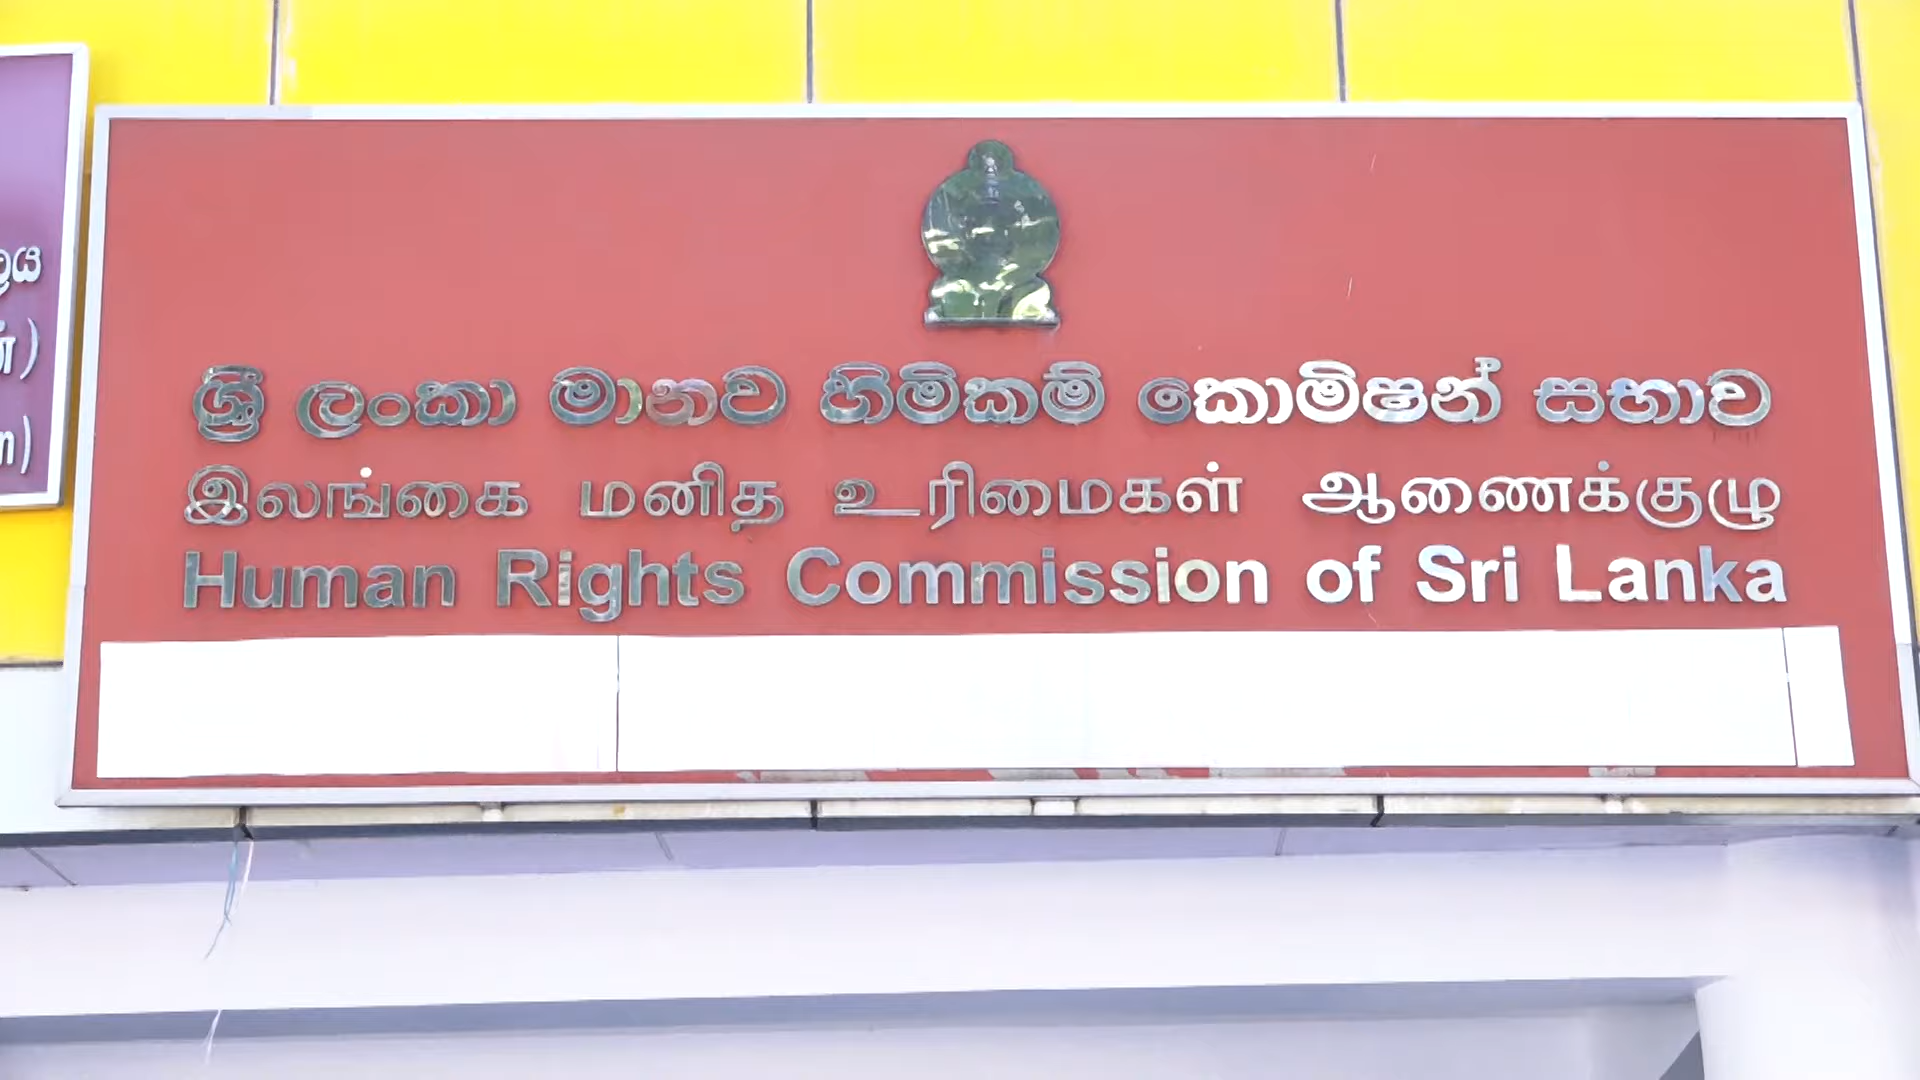 ශ්‍රී ලංකා මානව හිමිකම් කොමිෂන් සභාව
இலங்கை மனித உரிமைகள் ஆணைக்குழு
Human Rights Commission of Sri Lanka